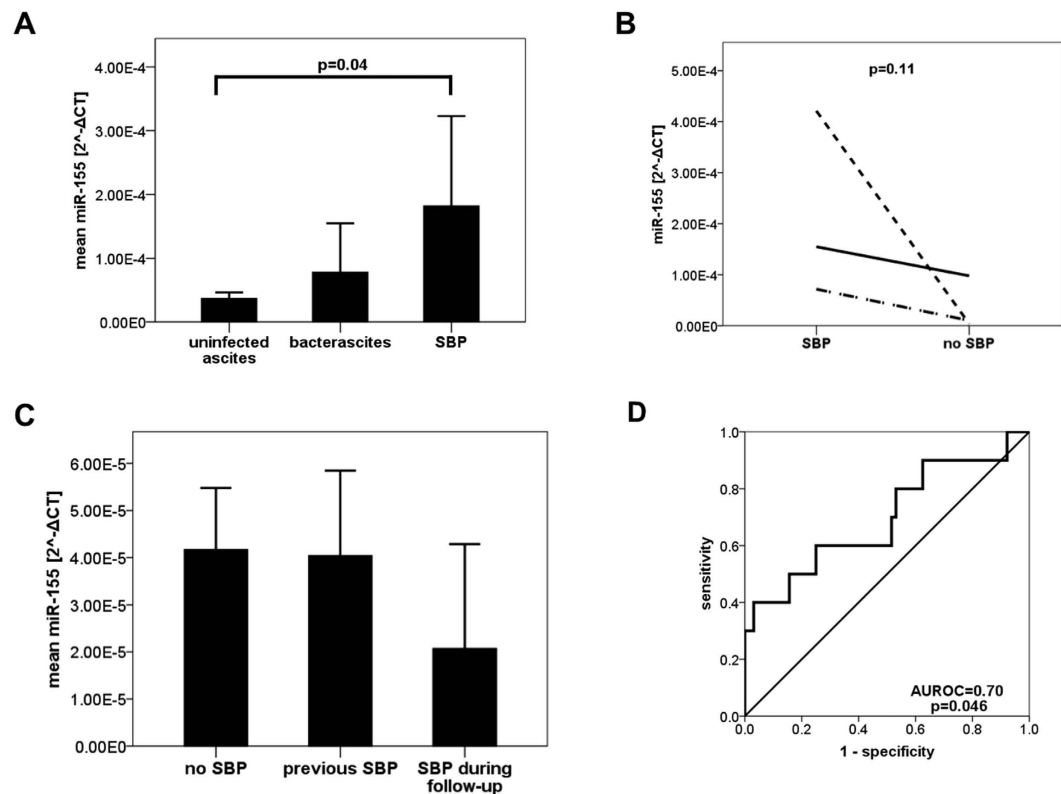 A
mean miR-155 [2^-ΔCT]
4.00E-4
3.00E-4
2.00E-4
1.00E-4
0.00E0
p=0.04
uninfected
ascites
bacterascites
SBP
B
miR-155 [2^-ΔCT]
5.00E-4
4.00E-4
3.00E-4
2.00E-4
1.00E-4
0.00E0
p=0.11
SBP
no SBP
C
mean miR-155 [2^-ΔCT]
6.00E-5
5.00E-5
4.00E-5
3.00E-5
2.00E-5
1.00E-5
0.00E0
no SBP
previous SBP
SBP during
follow-up
D
sensitivity
1.0
0.8
0.6
0.4
0.2
0.0
AUROC=0.70
p=0.046
0.0
0.2
0.4
0.6
0.8
1.0
1 - specificity